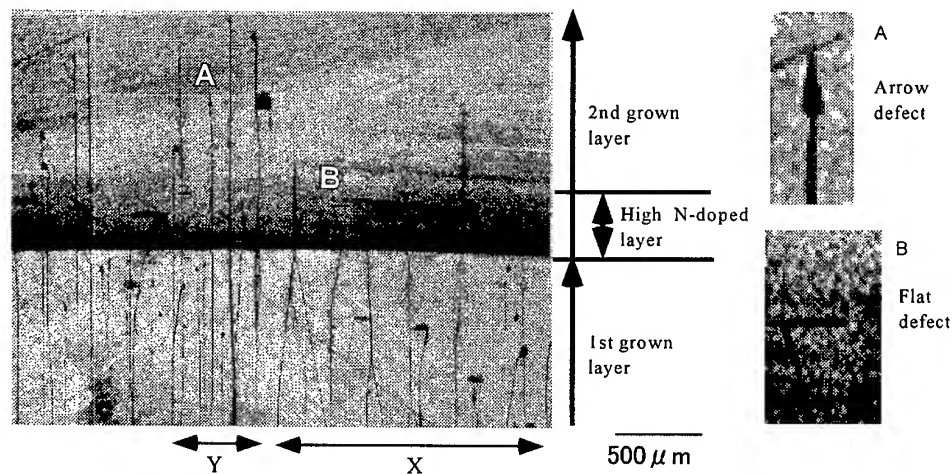 A
B
2nd grown
layer
High N-doped
layer
1st grown
layer
Y
X
500 μm
A
Arrow
defect
B
Flat
defect